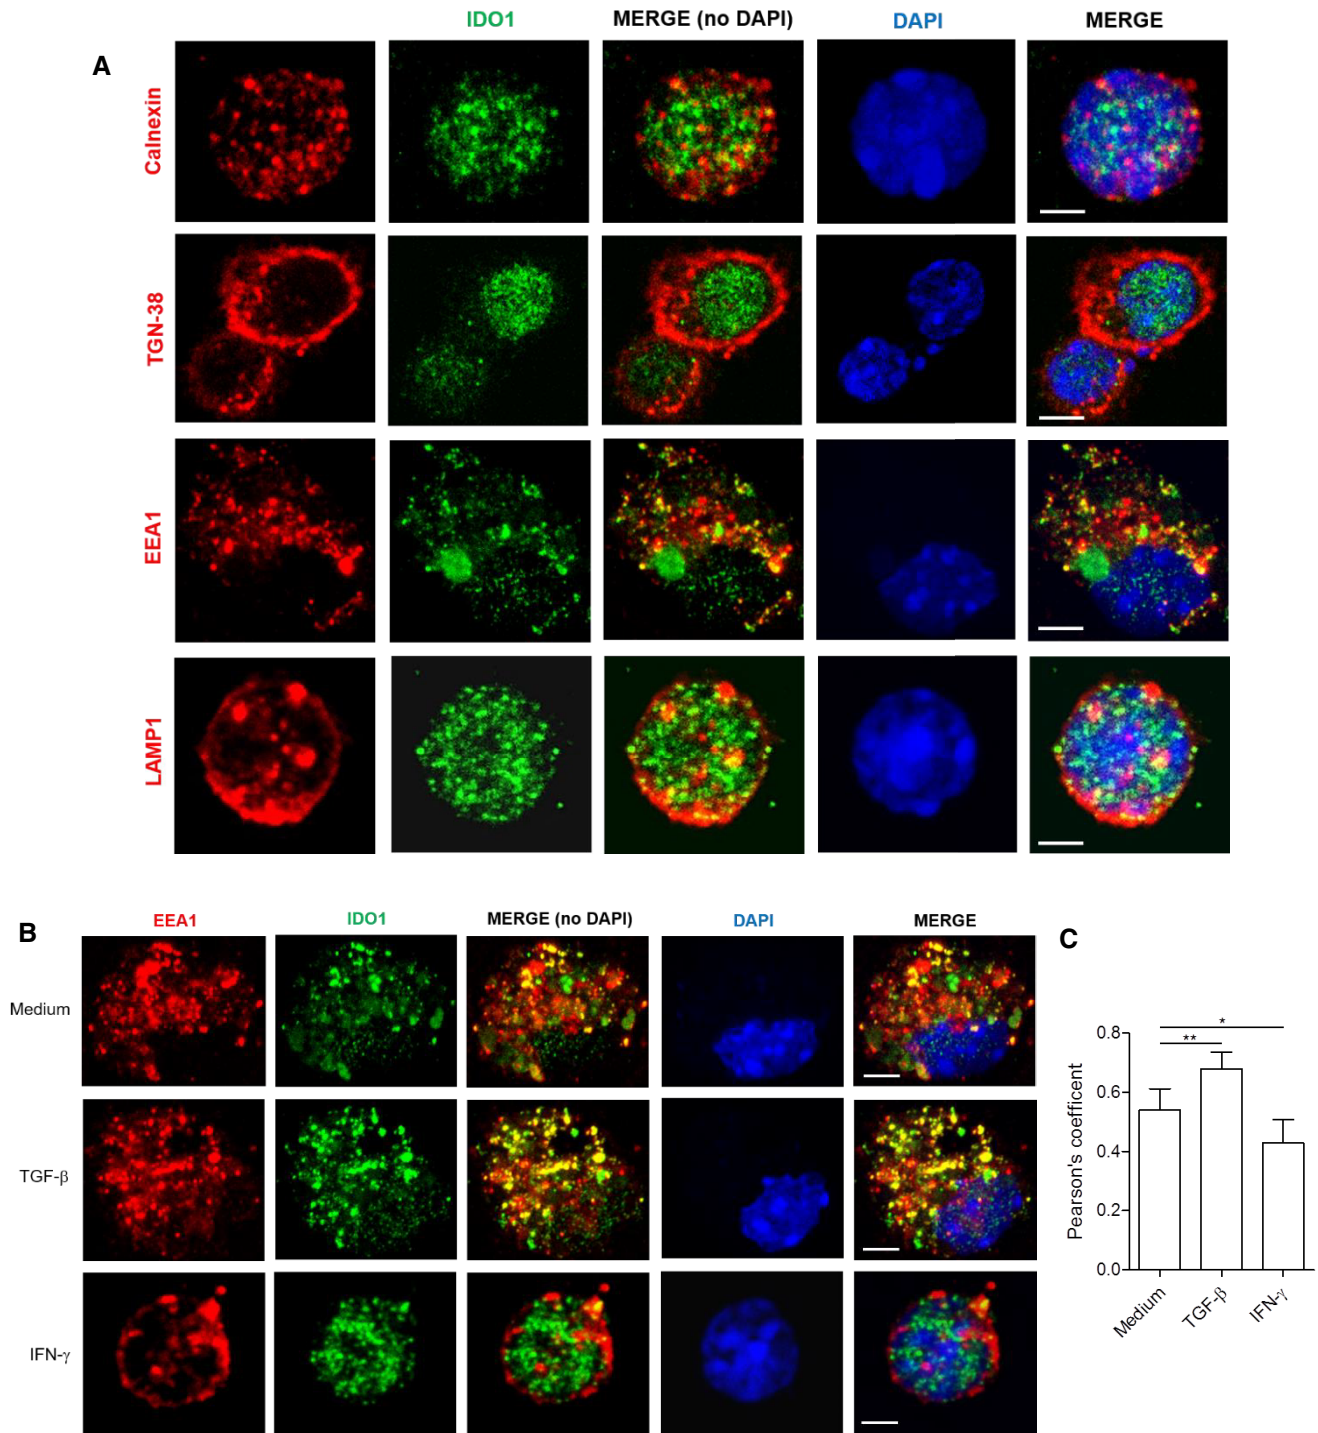 IDO1 MERGE (no DAPI) DAPI MERGE
A
Calnexin
TGN-38
EEA1
LAMP1
B
EEA1 IDO1 MERGE (no DAPI) DAPI MERGE
Medium
TGF-β
IFN-γ
C
*
**
Pearson's coefficent
0.8
0.6
0.4
0.2
0.0
Medium
TGF-β
IFN-γ